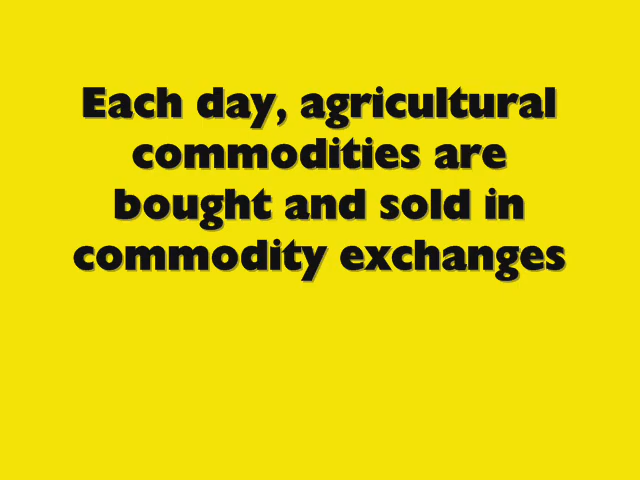 Each day, agricultural
commodities are
bought and sold in
commodity exchanges